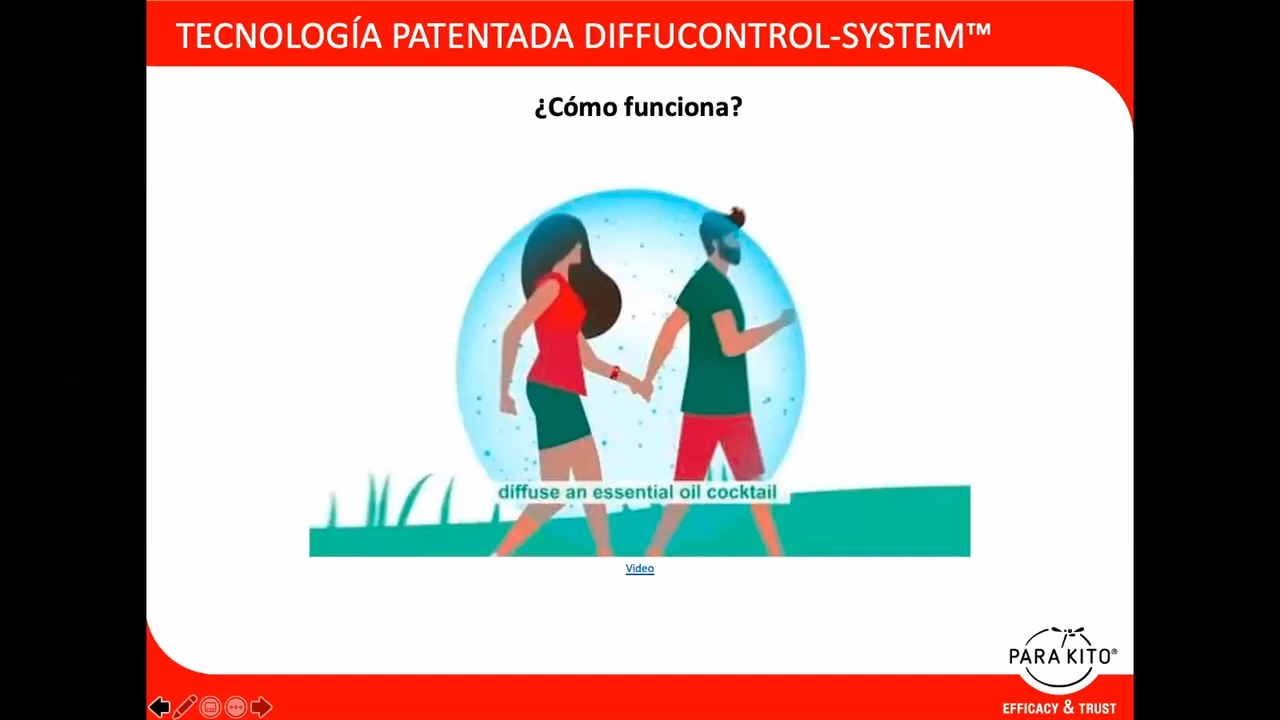 TECNOLOGÍA PATENTADA DIFFUCONTROL-SYSTEM™
¿Cómo funciona?
diffuse an essential oil cocktail
Video
PARA KITO®
EFFICACY & TRUST